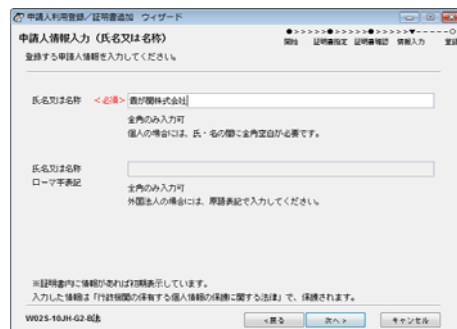 申請人利用登録/証明書追加 ウィザード
申請人情報入力（氏名又は名称）
●>>>>>●>>>>>●>>>>>▼-----○
開始 証明書指定 証明書確認 情報入力
登録する申請人情報を入力してください。
氏名又は名称 <必須> 霞が関株式会社
全角のみ入力可
個人の場合には、氏・名の間に全角空白が必要です。
氏名又は名称
ローマ字表記
全角のみ入力可
外国法人の場合には、原語表記で入力してください。
※証明書内に情報があれば初期表示しています。
入力した情報は「行政機関の保有する個人情報の保護に関する法律」で、保護されます。
W02S-10JH-G2-B法
<戻る 次へ> キャンセル